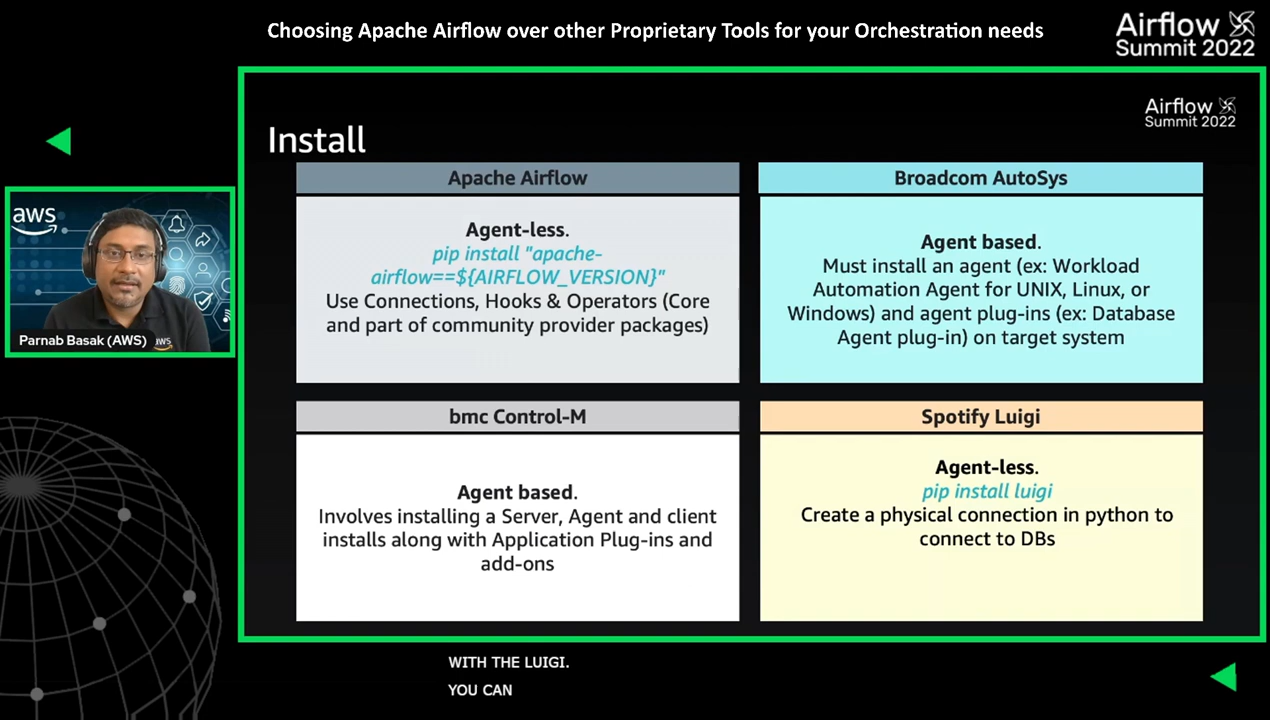 Choosing Apache Airflow over other Proprietary Tools for your Orchestration needs
Airflow
Summit 2022
Airflow
Summit 2022
Install
Apache Airflow
Agent-less.
pip install "apache-
airflow==${AIRFLOW_VERSION}"
Use Connections, Hooks & Operators (Core
and part of community provider packages)
Broadcom AutoSys
Agent based.
Must install an agent (ex: Workload
Automation Agent for UNIX, Linux, or
Windows) and agent plug-ins (ex: Database
Agent plug-in) on target system
bmc Control-M
Agent based.
Involves installing a Server, Agent and client
installs along with Application Plug-ins and
add-ons
Spotify Luigi
Agent-less.
pip install luigi
Create a physical connection in python to
connect to DBs
aws
Parnab Basak (AWS)
aws
WITH THE LUIGI.
YOU CAN